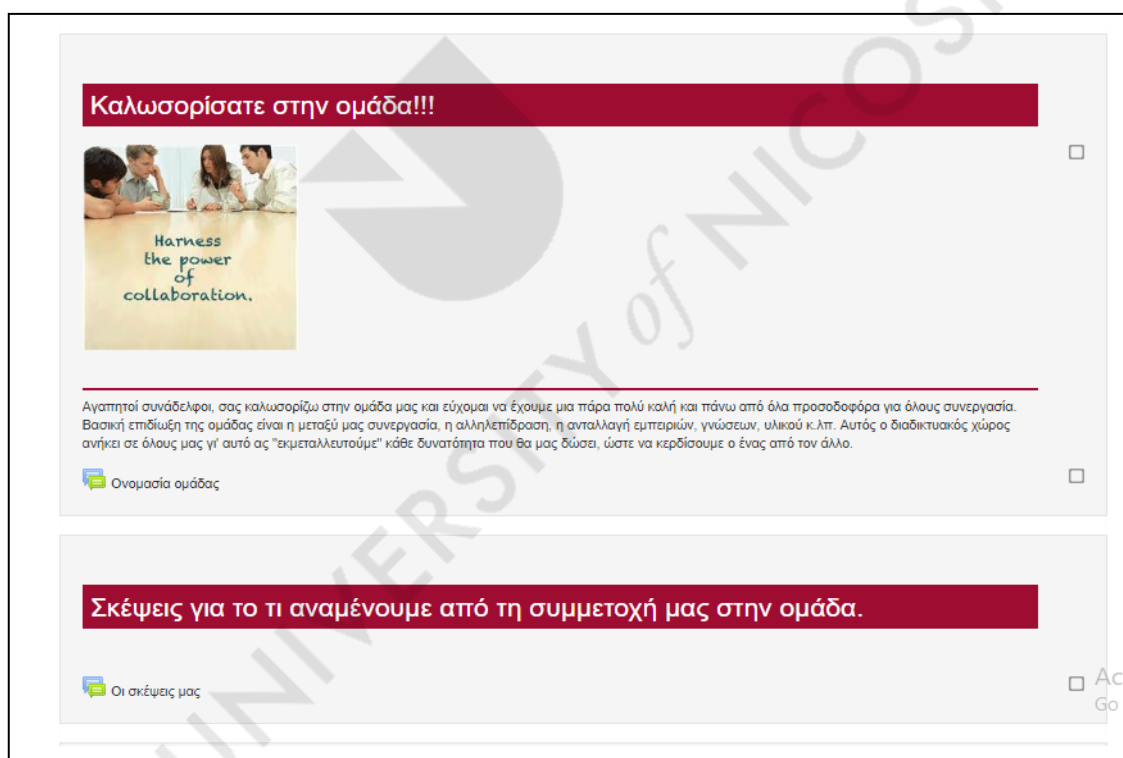 Καλωσορίσατε στην ομάδα!!!
Harness
the power
of
collaboration.
Αγαπητοί συνάδελφοι, σας καλωσορίζω στην ομάδα μας και εύχομαι να έχουμε μια πάρα πολύ καλή και πάνω από όλα προσοδοφόρα για όλους συνεργασία.
Βασική επιδίωξη της ομάδας είναι η μεταξύ μας συνεργασία, η αλληλεπίδραση, η ανταλλαγή εμπειριών, γνώσεων, υλικού κ.λπ. Αυτός ο διαδικτυακός χώρος
ανήκει σε όλους μας γι' αυτό ας "εκμεταλλευτούμε" κάθε δυνατότητα που θα μας δώσει, ώστε να κερδίσουμε ο ένας από τον άλλο.
Ονομασία ομάδας
Σκέψεις για το τι αναμένουμε από τη συμμετοχή μας στην ομάδα.
Οι σκέψεις μας
Ac
Go
UNIVERSITY of NICOSI